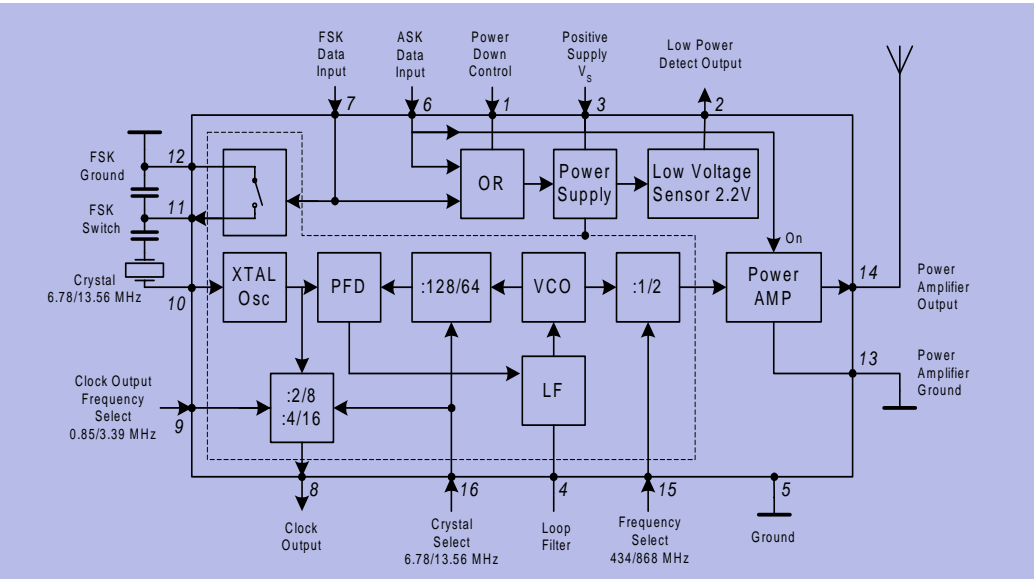 FSK
Data
Input
ASK
Data
Input
Power
Down
Control
Positive
Supply
VS
Low Power
Detect Output
7
6
1
3
2
FSK
Ground
12
FSK
Switch
11
OR
Power
Supply
Low Voltage
Sensor 2.2V
On
Crystal
6.78/13.56 MHz
10
XTAL
Osc
PFD
:128/64
VCO
:1/2
Power
AMP
14
Power
Amplifier
Output
13
Power
Amplifier
Ground
Clock Output
Frequency
Select
0.85/3.39 MHz
9
:2/8
:4/16
LF
8
16
4
15
5
Clock
Output
Crystal
Select
6.78/13.56 MHz
Loop
Filter
Frequency
Select
434/868 MHz
Ground